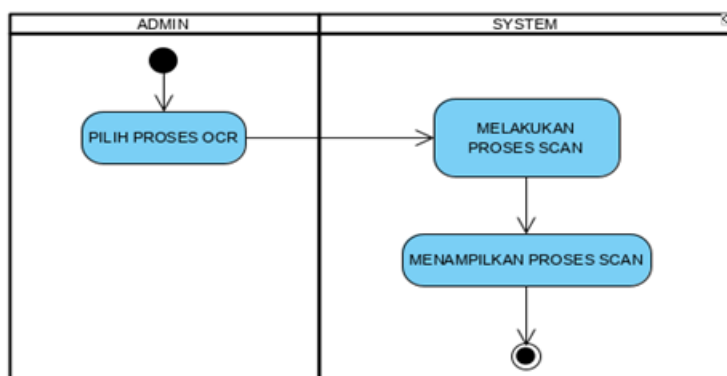 ADMIN
SYSTEM
PILIH PROSES OCR
MELAKUKAN
PROSES SCAN
MENAMPILKAN PROSES SCAN